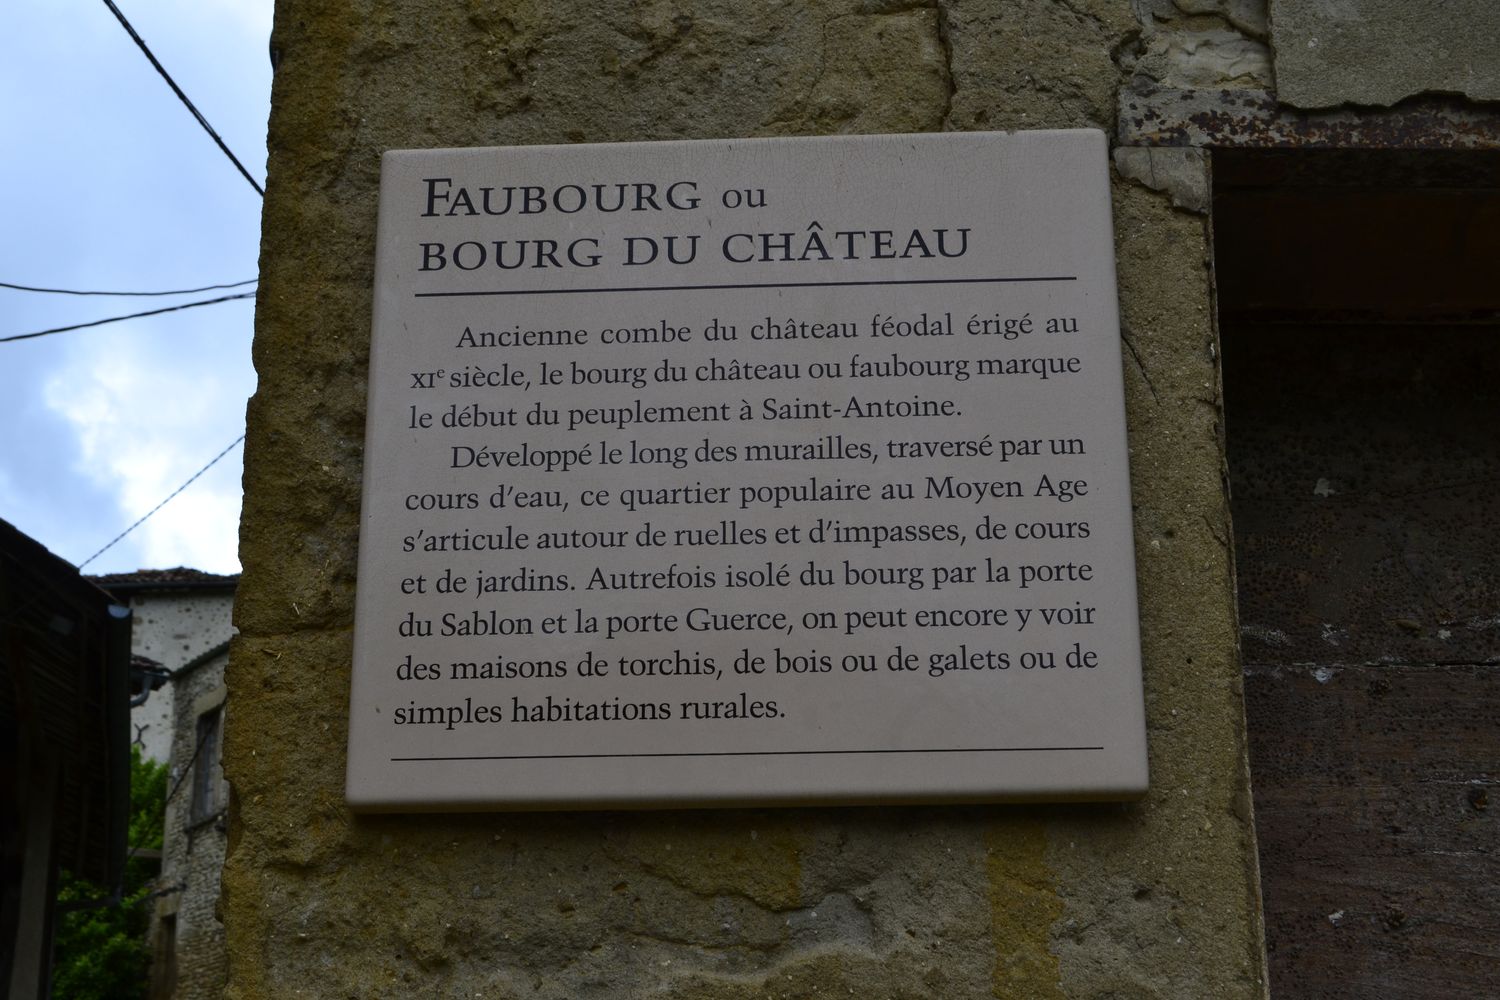 FAUBOURG OU
BOURG DU CHÂTEAU
Ancienne combe du château féodal érigé au
XIe siècle, le bourg du château ou faubourg marque
le début du peuplement à Saint-Antoine.
Développé le long des murailles, traversé par un
cours d'eau, ce quartier populaire au Moyen Age
s'articule autour de ruelles et d'impasses, de cours
et de jardins. Autrefois isolé du bourg par la porte
du Sablon et la porte Guerce, on peut encore y voir
des maisons de torchis, de bois ou de galets ou de
simples habitations rurales.